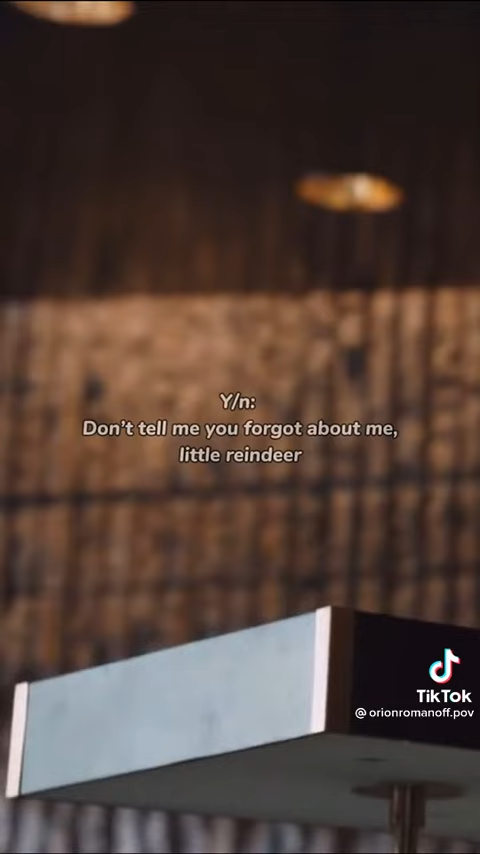 Y/n:
Don't tell me you forgot about me,
little reindeer
TikTok
@orionromanoff.pov